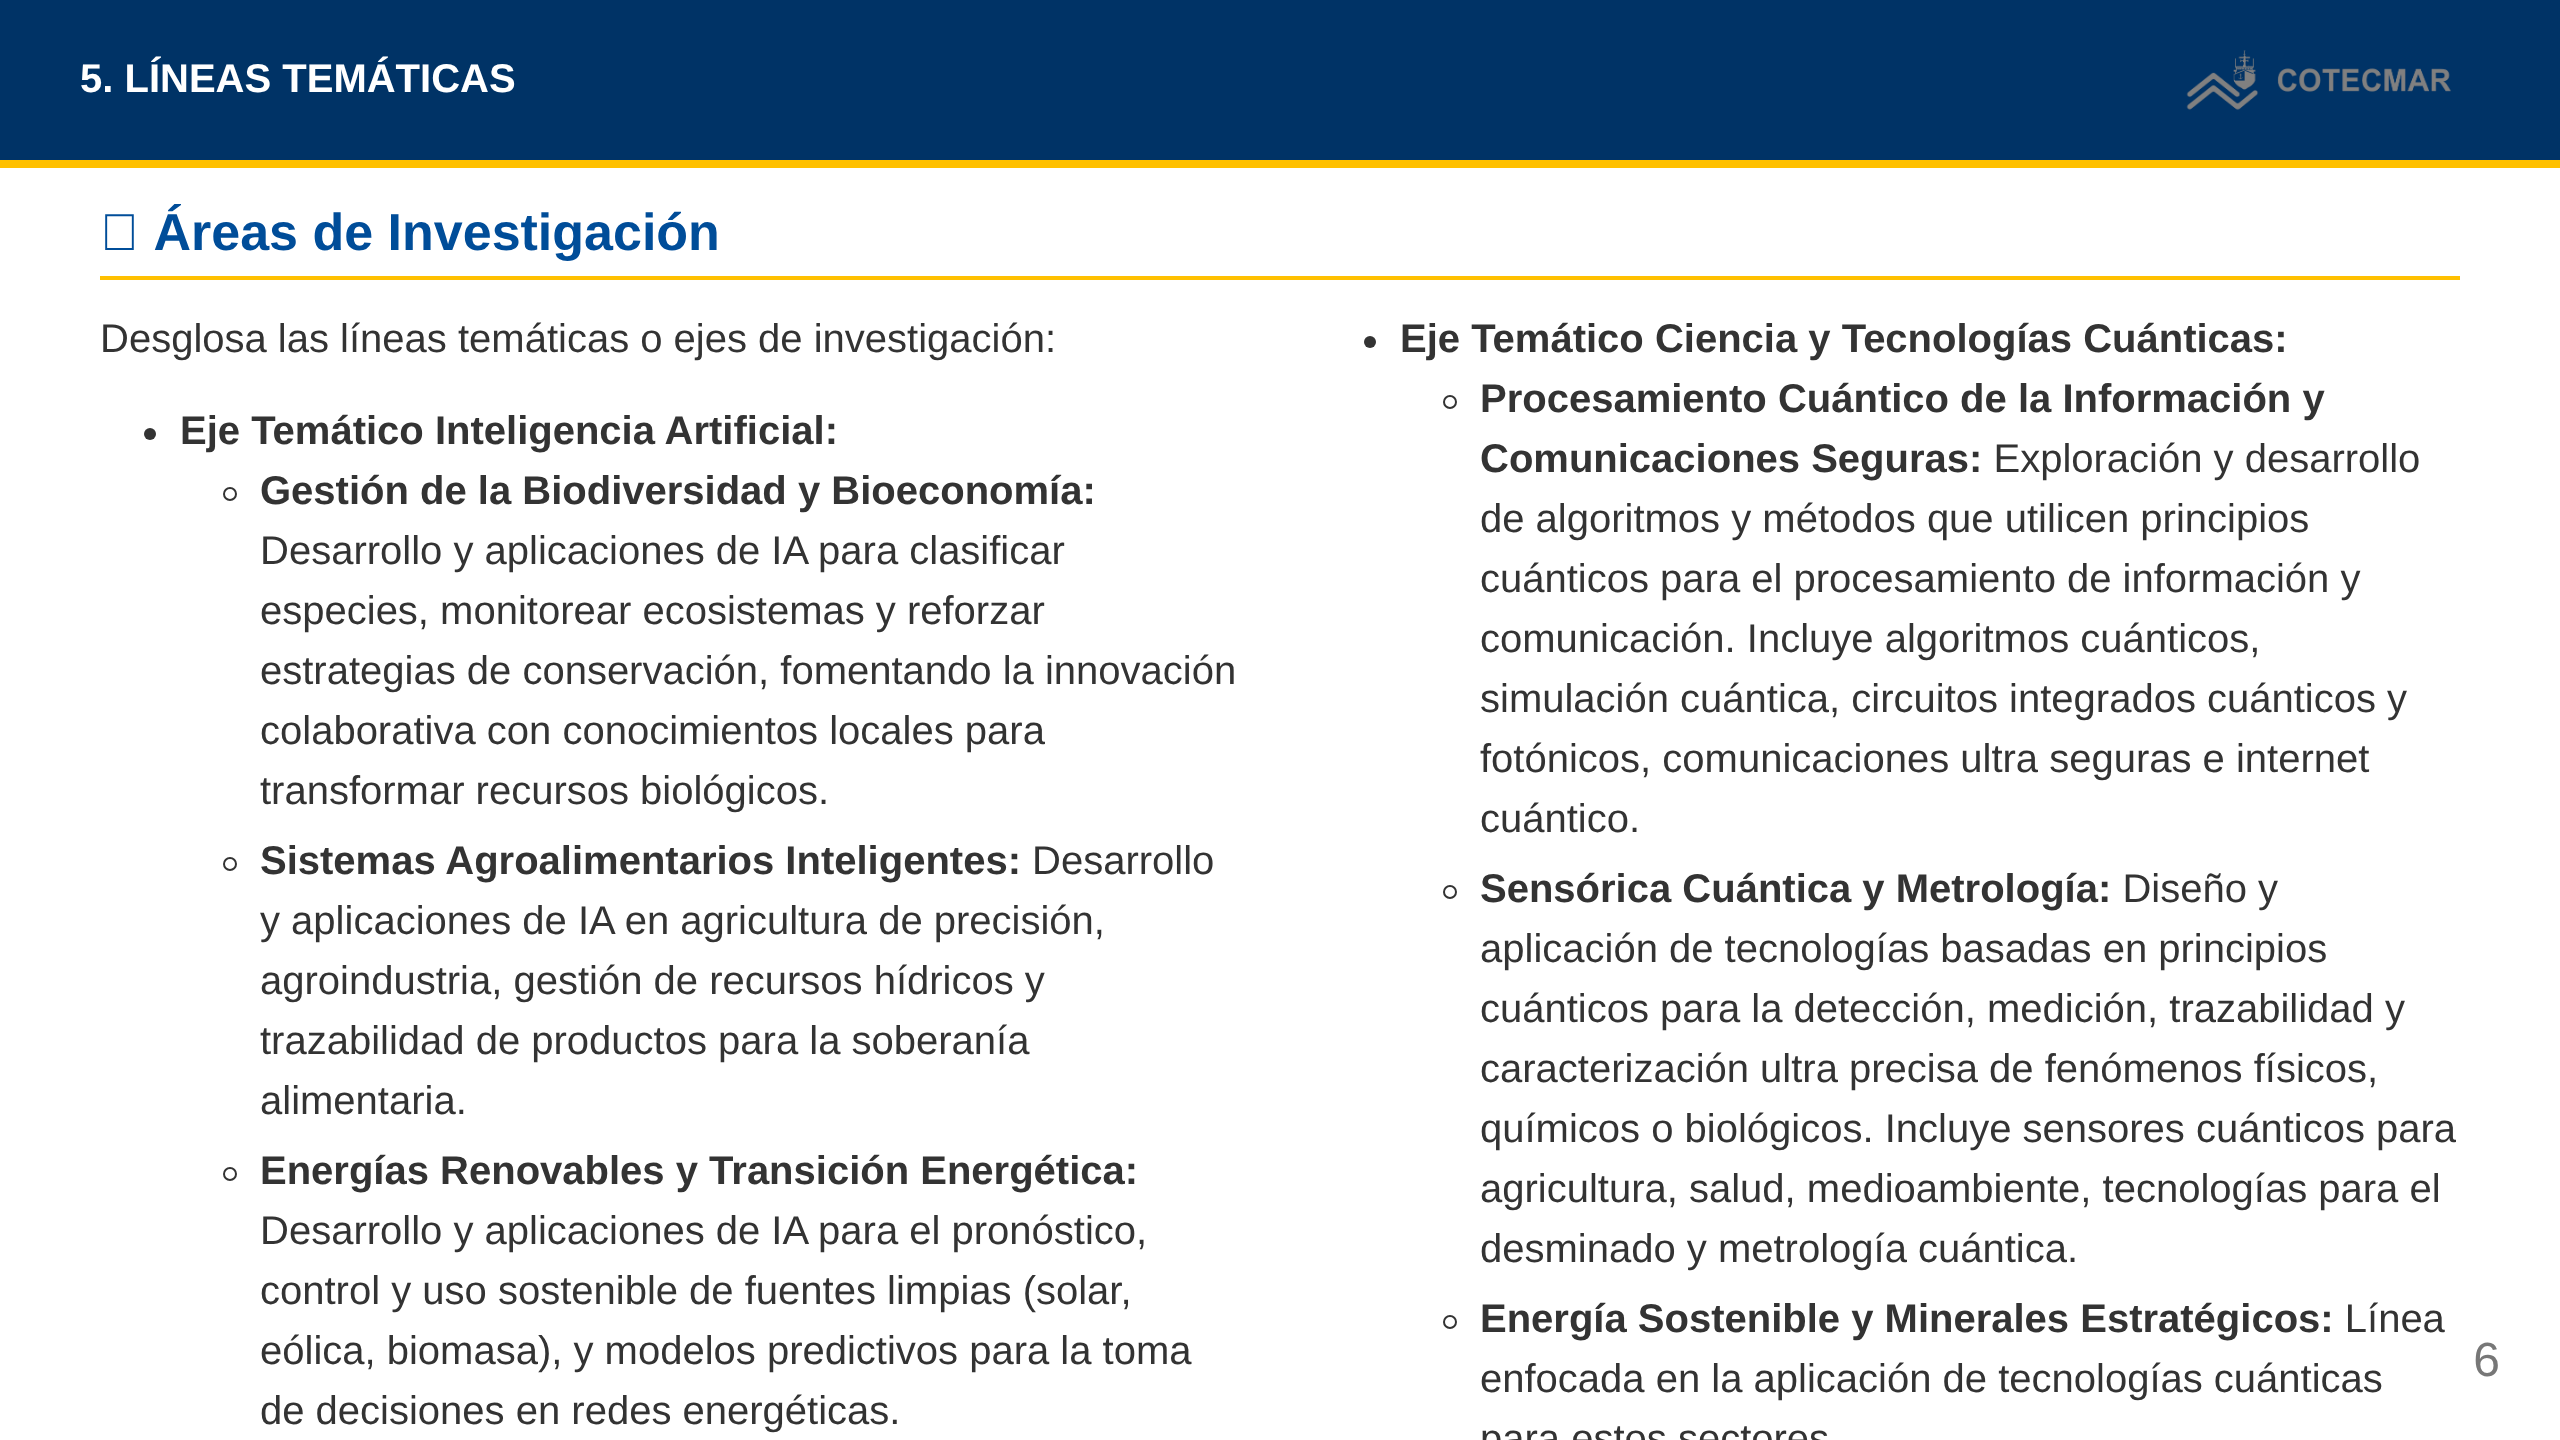 5. LÍNEAS TEMÁTICAS
COTECMAR
Áreas de Investigación
Desglosa las líneas temáticas o ejes de investigación:
Eje Temático Inteligencia Artificial:
Gestión de la Biodiversidad y Bioeconomía:
Desarrollo y aplicaciones de IA para clasificar
especies, monitorear ecosistemas y reforzar
estrategias de conservación, fomentando la innovación
colaborativa con conocimientos locales para
transformar recursos biológicos.
Sistemas Agroalimentarios Inteligentes: Desarrollo
y aplicaciones de IA en agricultura de precisión,
agroindustria, gestión de recursos hídricos y
trazabilidad de productos para la soberanía
alimentaria.
Energías Renovables y Transición Energética:
Desarrollo y aplicaciones de IA para el pronóstico,
control y uso sostenible de fuentes limpias (solar,
eólica, biomasa), y modelos predictivos para la toma
de decisiones en redes energéticas.
Eje Temático Ciencia y Tecnologías Cuánticas:
Procesamiento Cuántico de la Información y
Comunicaciones Seguras: Exploración y desarrollo
de algoritmos y métodos que utilicen principios
cuánticos para el procesamiento de información y
comunicación. Incluye algoritmos cuánticos,
simulación cuántica, circuitos integrados cuánticos y
fotónicos, comunicaciones ultra seguras e internet
cuántico.
Sensórica Cuántica y Metrología: Diseño y
aplicación de tecnologías basadas en principios
cuánticos para la detección, medición, trazabilidad y
caracterización ultra precisa de fenómenos físicos,
químicos o biológicos. Incluye sensores cuánticos para
agricultura, salud, medioambiente, tecnologías para el
desminado y metrología cuántica.
Energía Sostenible y Minerales Estratégicos: Línea
enfocada en la aplicación de tecnologías cuánticas
para estos sectores
6